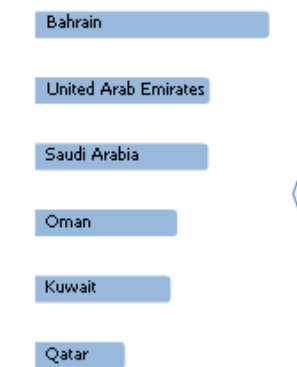 Bahrain
United Arab Emirates
Saudi Arabia
Oman
Kuwait
Qatar